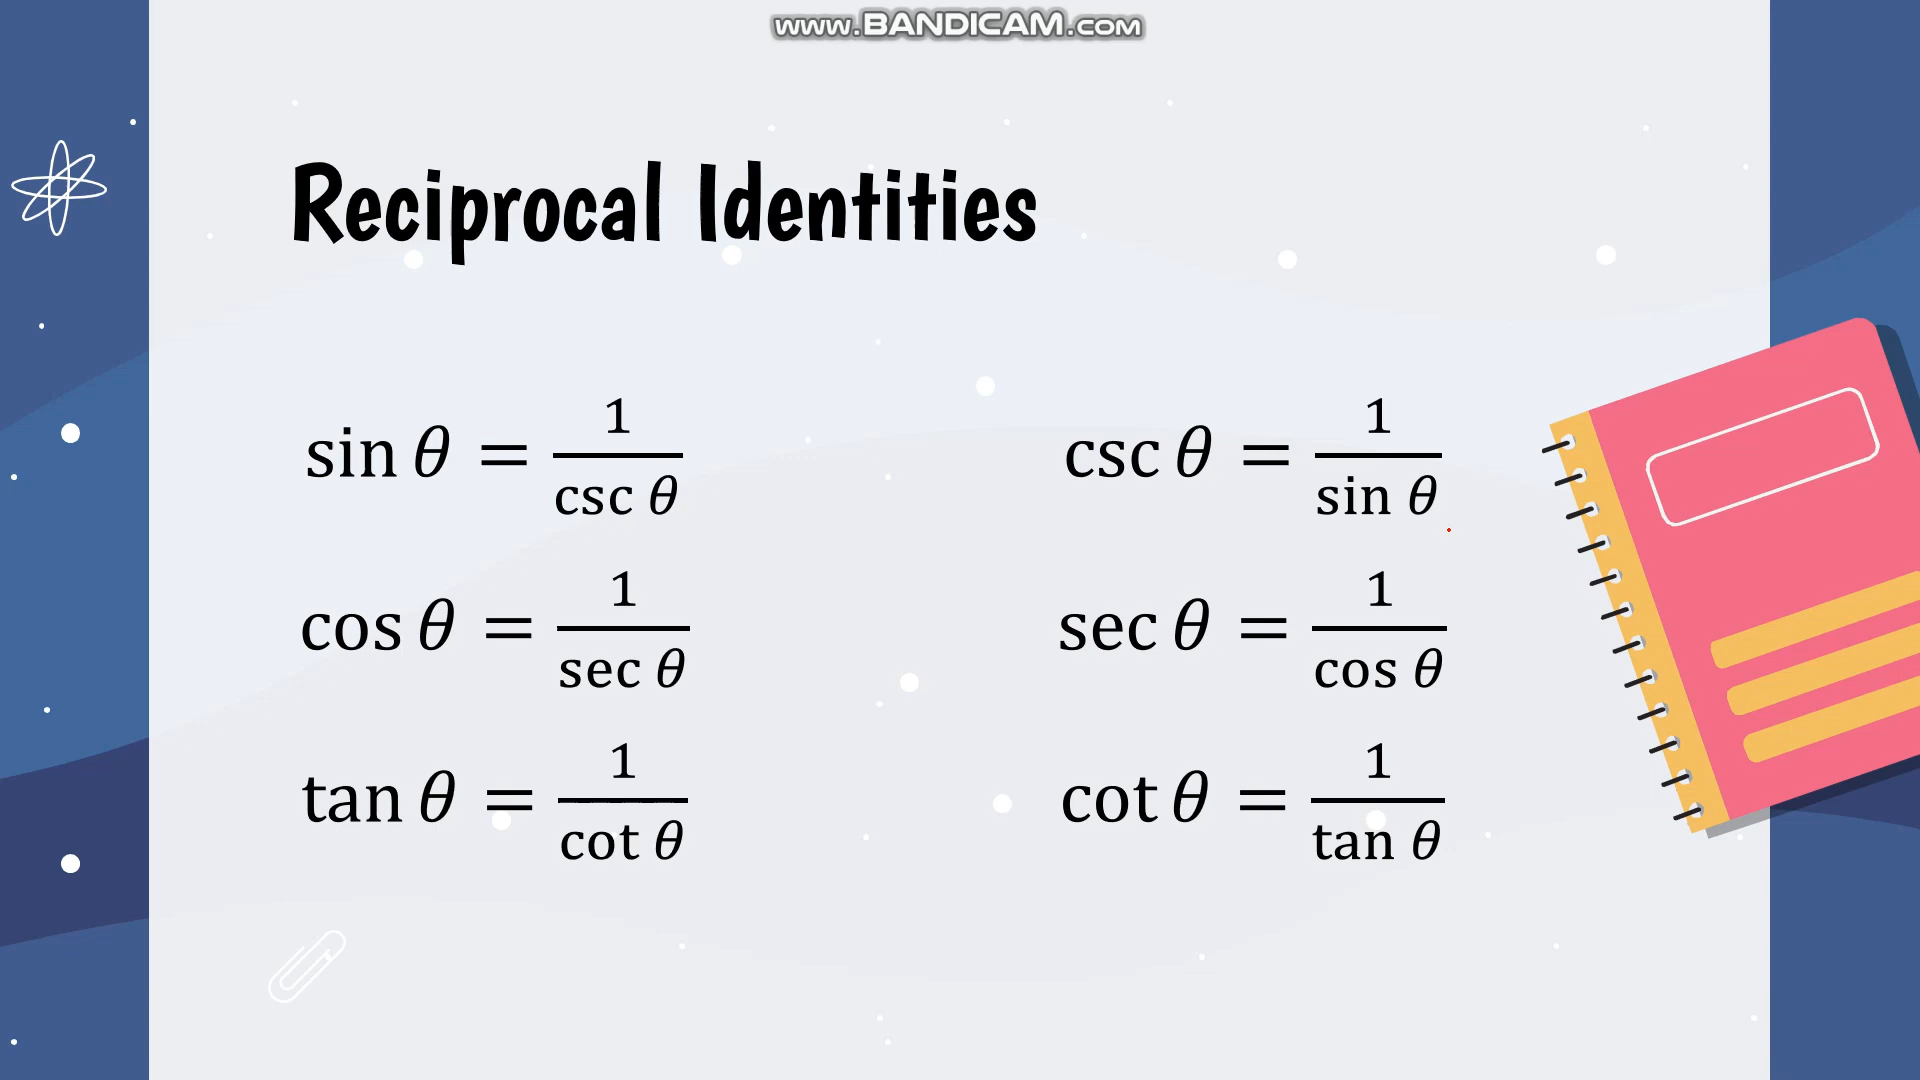 www.BANDICAM.com
Reciprocal Identities
sin θ = 1/csc θ
csc θ = 1/sin θ
cos θ = 1/sec θ
sec θ = 1/cos θ
tan θ = 1/cot θ
cot θ = 1/tan θ